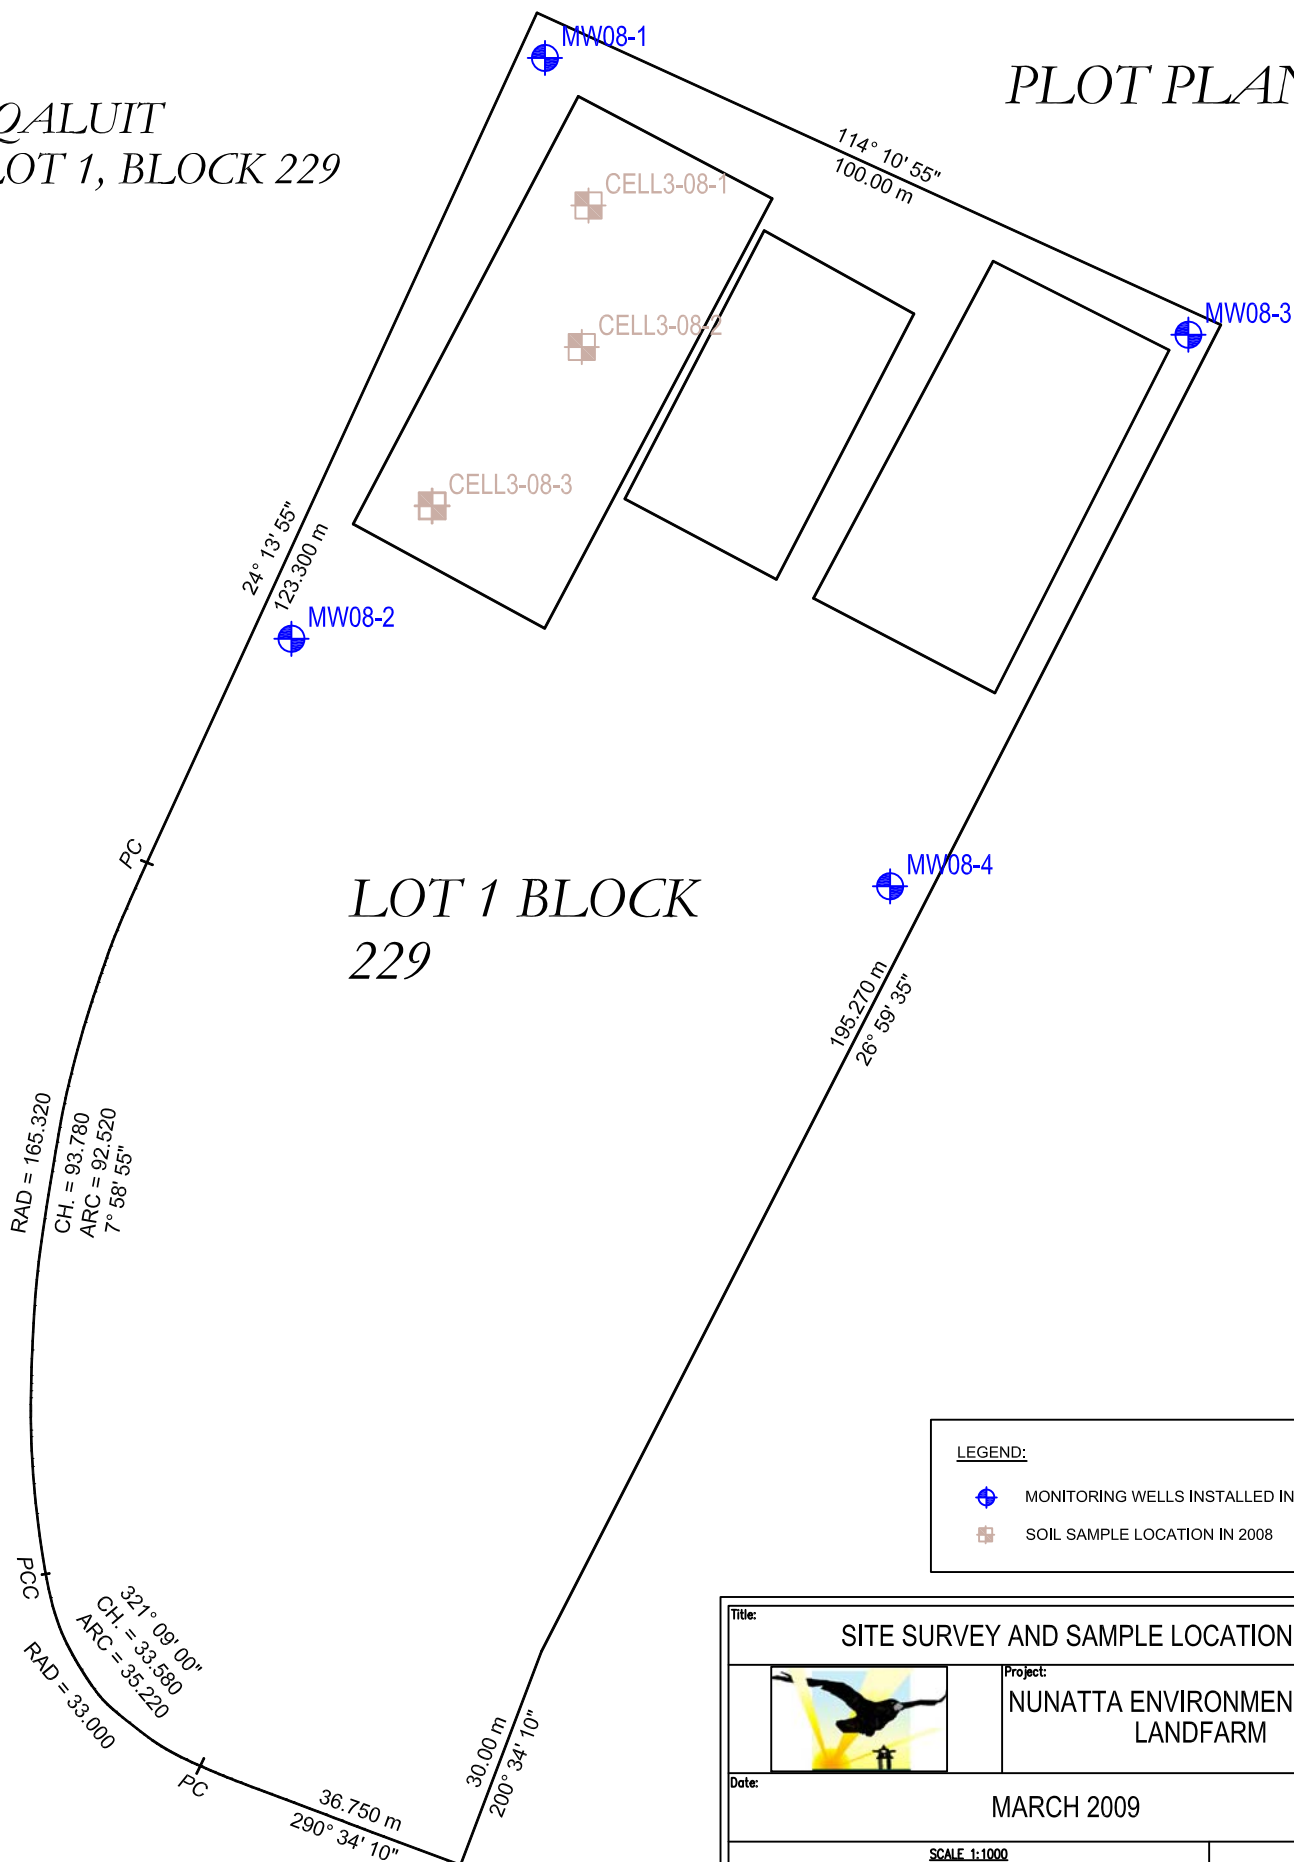 MW08-1
PLOT PLAN
QALUIT
LOT 1, BLOCK 229
114° 10' 55"
100.00 m
CELL3-08-1
MW08-3
CELL3-08-2
CELL3-08-3
24° 13' 55"
123.300 m
MW08-2
PC
MW08-4
LOT 1 BLOCK
229
195.270 m
26° 59' 35"
RAD = 165.320
CH. = 93.780
ARC = 92.520
7° 58' 55"
LEGEND:
MONITORING WELLS INSTALLED IN
SOIL SAMPLE LOCATION IN 2008
PCC
321° 09' 00"
CH. = 33.580
ARC = 35.220
RAD = 33.000
PC
36.750 m
290° 34' 10"
30.00 m
200° 34' 10"
Title:
SITE SURVEY AND SAMPLE LOCATION
Project:
NUNATTA ENVIRONMEN
LANDFARM
Date:
MARCH 2009
SCALE 1:1000